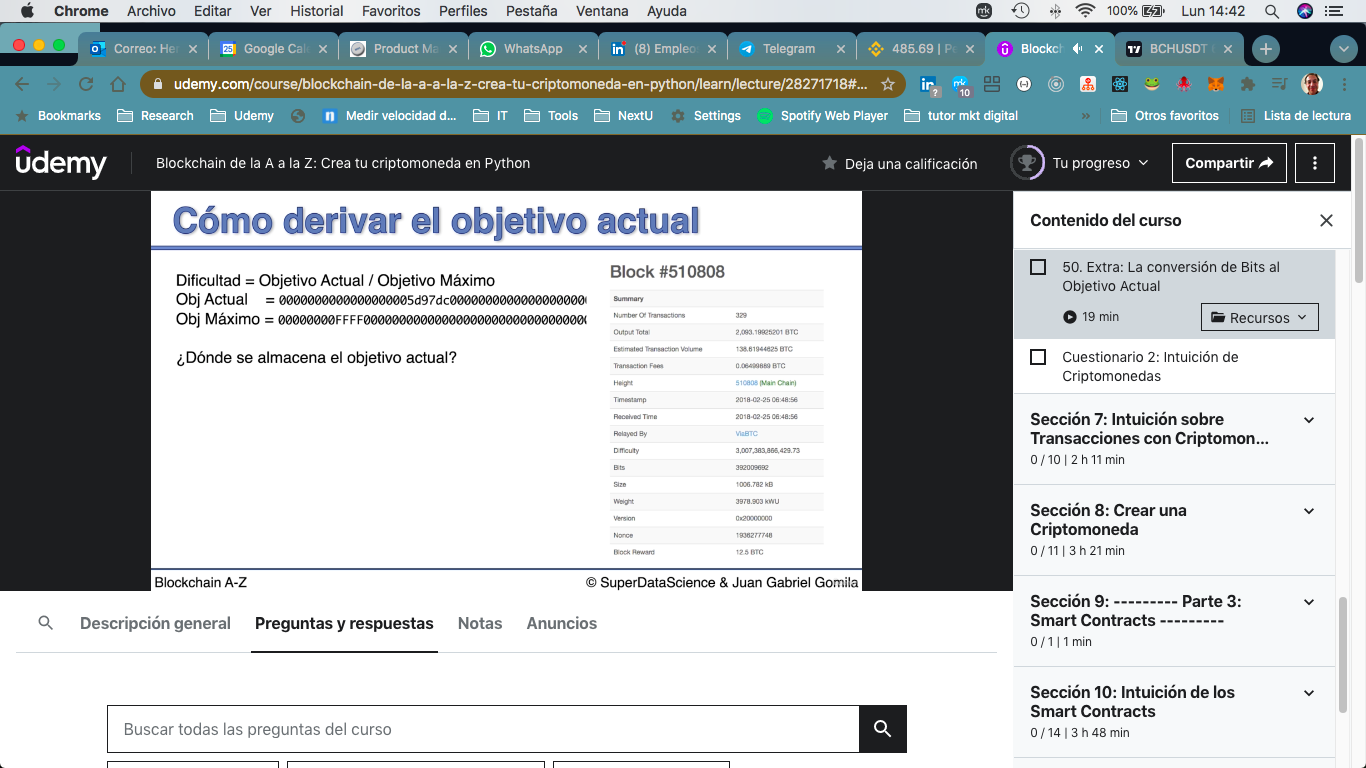 Chrome Archivo Editar Ver Historial Favoritos Perfiles Pestaña Ventana Ayuda
100% Lun 14:42
Correo: Her Google Cale Product Ma WhatsApp (8) Empleo Telegram 485.69 | P Blockch BCHUSDT
udemy.com/course/blockchain-de-la-a-a-la-z-crea-tu-criptomoneda-en-python/learn/lecture/28271718#...
? 10
Bookmarks Research Udemy Medir velocidad d... IT Tools NextU Settings Spotify Web Player tutor mkt digital » Otros favoritos Lista de lectura
ûdemy Blockchain de la A a la Z: Crea tu criptomoneda en Python Deja una calificación Tu progreso Compartir
Cómo derivar el objetivo actual
Dificultad = Objetivo Actual / Objetivo Máximo
Obj Actual =
Obj Máximo =
¿Dónde se almacena el objetivo actual?
Block #510808
Summary
Number Of Transactions 329
Output Total 2,093.19925201 BTC
Estimated Transaction Volume 138.61944625 BTC
Transaction Fees 0.06499889 BTC
Height 510808 (Main Chain)
Timestamp 2018-02-25 06:48:56
Received Time 2018-02-25 06:48:56
Relayed By ViaBTC
Difficulty 3,007,383,866,429.73
Bits 392009692
Size 1006.782 kB
Weight 3978.903 kWU
Version 0x20000000
Nonce 1936277748
Block Reward 12.5 BTC
Blockchain A-Z © SuperDataScience & Juan Gabriel Gomila
Contenido del curso
50. Extra: La conversión de Bits al
Objetivo Actual
19 min Recursos
Cuestionario 2: Intuición de
Criptomonedas
Sección 7: Intuición sobre
Transacciones con Criptomon...
0 / 10 | 2 h 11 min
Sección 8: Crear una
Criptomoneda
0 / 11 | 3 h 21 min
Sección 9: --------- Parte 3:
Smart Contracts ---------
0 / 1 | 1 min
Sección 10: Intuición de los
Smart Contracts
0 / 14 | 3 h 48 min
Descripción general Preguntas y respuestas Notas Anuncios
Buscar todas las preguntas del curso